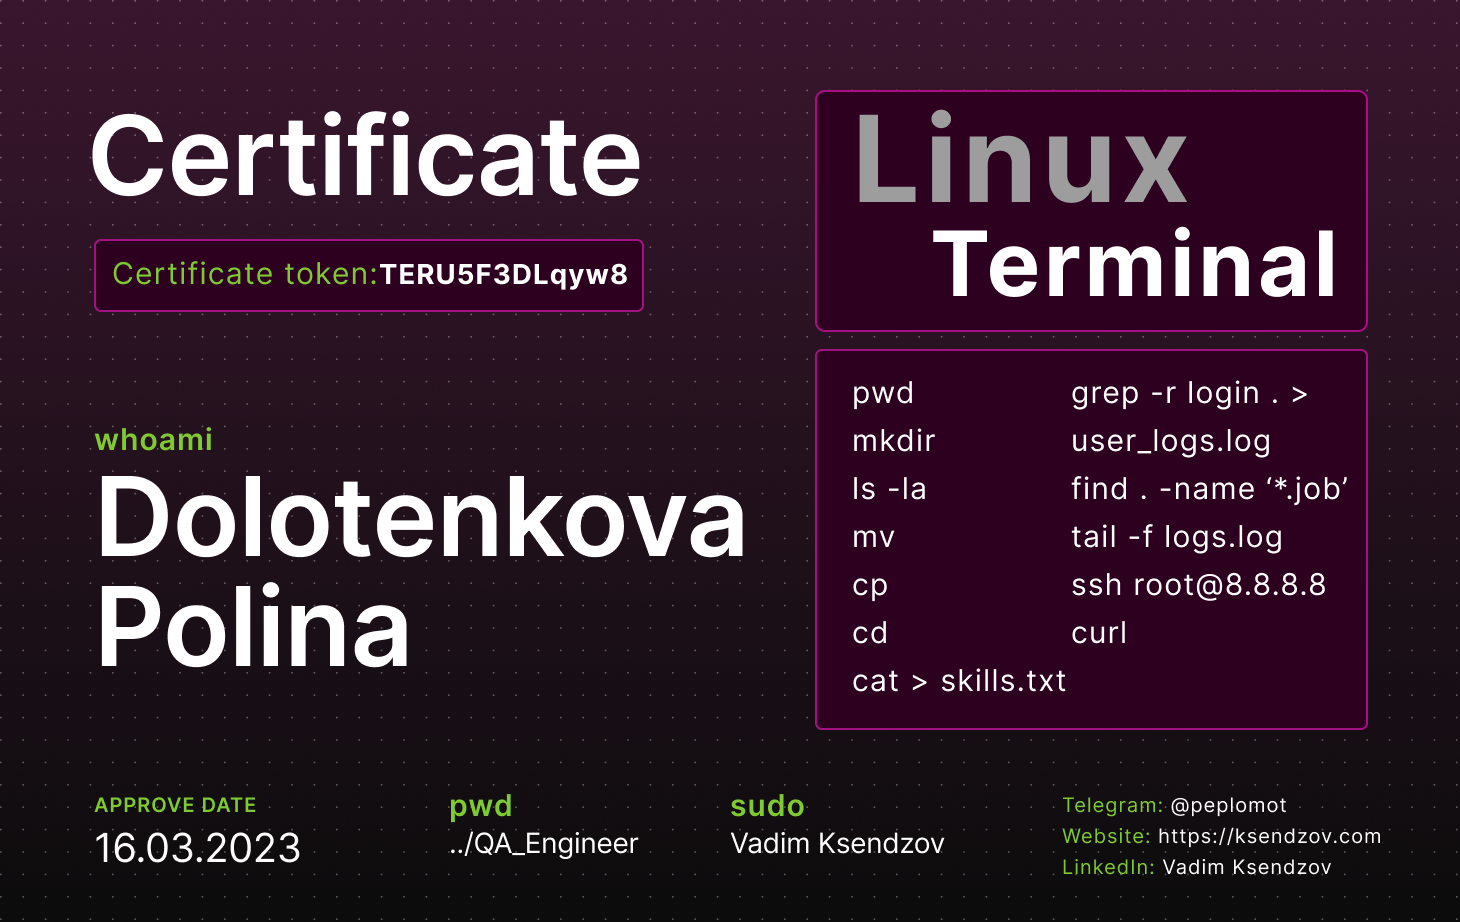 Certificate
Certificate token:TERU5F3DLqyw8
whoami
Dolotenkova
Polina
Linux
Terminal
pwd
mkdir
ls -la
mv
cp
cd
cat > skills.txt
grep -r login . >
user_logs.log
find . -name ‘*.job’
tail -f logs.log
ssh root@8.8.8.8
curl
APPROVE DATE
16.03.2023
pwd
../QA_Engineer
sudo
Vadim Ksendzov
Telegram: @peplomot
Website: https://ksendzov.com
LinkedIn: Vadim Ksendzov